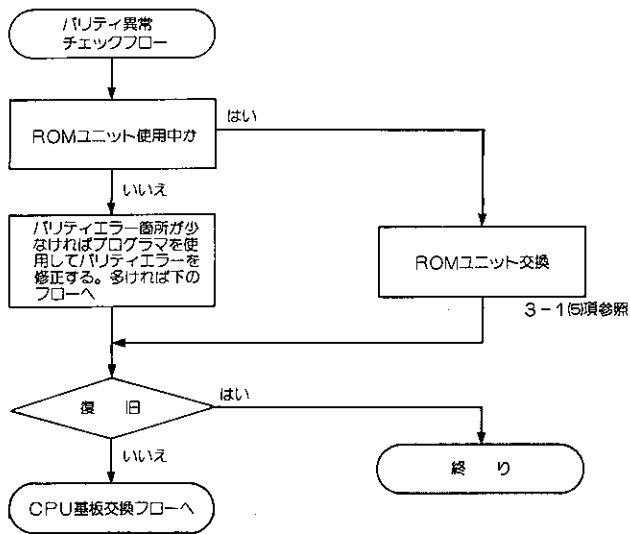 パリティ異常
チェックフロー
ROMユニット使用中か
はい
いいえ
パリティエラー箇所が少
なければプログラマを使
用してパリティエラーを
修正する。多ければ下の
フローへ
ROMユニット交換
3-1(5)項参照
復 旧
はい
いいえ
終 り
CPU基板交換フローへ